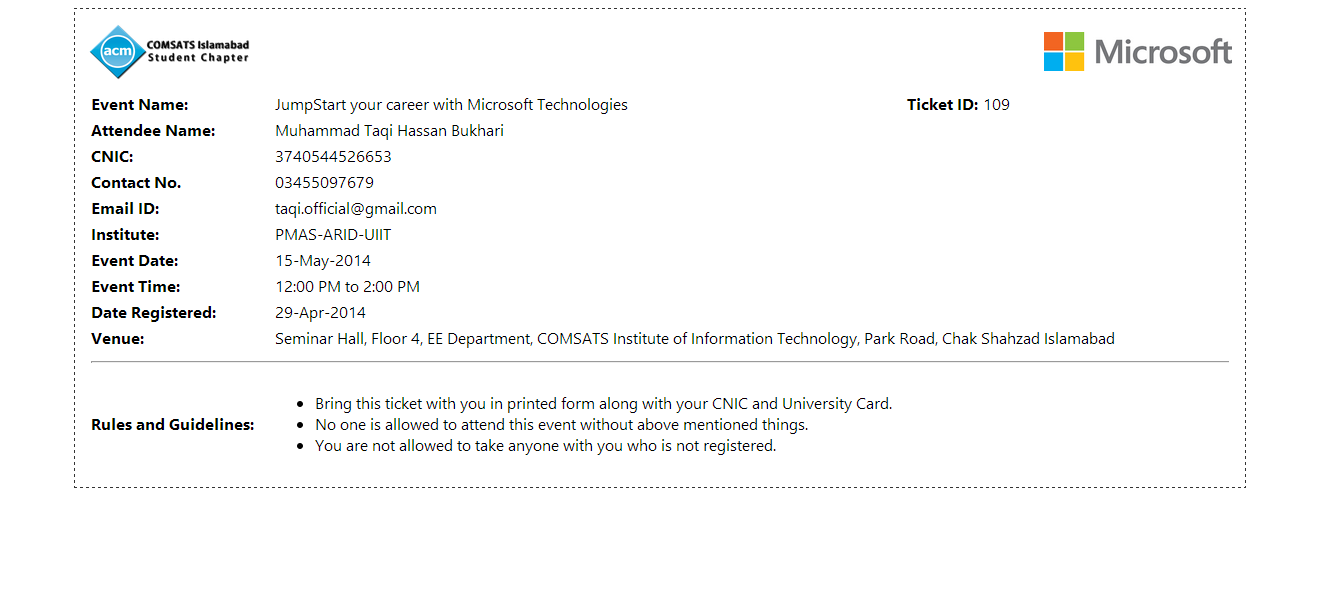 acm COMSATS Islamabad
Student Chapter
Microsoft
Event Name: JumpStart your career with Microsoft Technologies Ticket ID: 109
Attendee Name: Muhammad Taqi Hassan Bukhari
CNIC: 3740544526653
Contact No. 03455097679
Email ID: taqi.official@gmail.com
Institute: PMAS-ARID-UIIT
Event Date: 15-May-2014
Event Time: 12:00 PM to 2:00 PM
Date Registered: 29-Apr-2014
Venue: Seminar Hall, Floor 4, EE Department, COMSATS Institute of Information Technology, Park Road, Chak Shahzad Islamabad
Rules and Guidelines:
• Bring this ticket with you in printed form along with your CNIC and University Card.
• No one is allowed to attend this event without above mentioned things.
• You are not allowed to take anyone with you who is not registered.